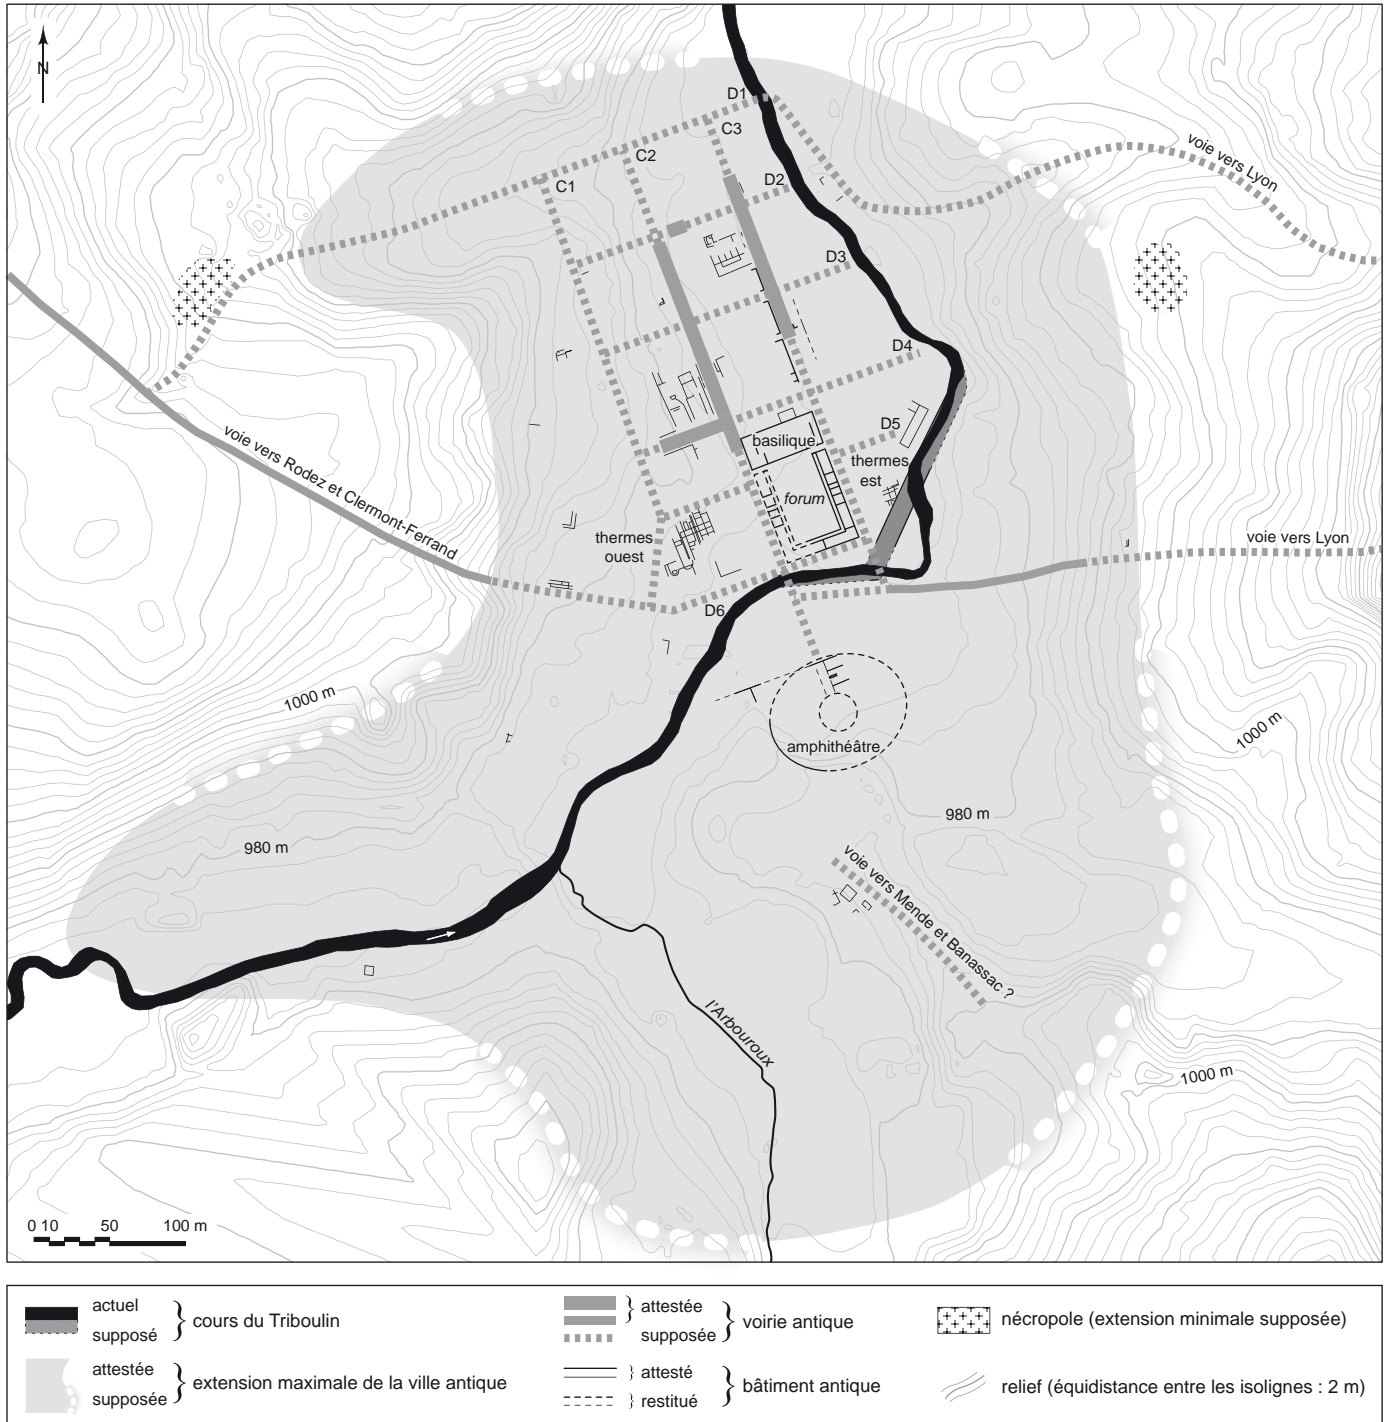 N
D1
C3
C2
C1
D2
voie vers Lyon
D3
D4
voie vers Rodez et Clermont-Ferrand
D5
basilique
thermes
est
forum
thermes
ouest
voie vers Lyon
D6
1000 m
amphithéâtre
1000 m
980 m
980 m
voie vers Mende et Banassac ?
l'Arbouroux
1000 m
0 10 50 100 m
actuel
supposé
cours du Triboulin
attestée
supposée
extension maximale de la ville antique
attestée
supposée
voirie antique
attesté
restitué
bâtiment antique
nécropole (extension minimale supposée)
relief (équidistance entre les isolignes : 2 m)